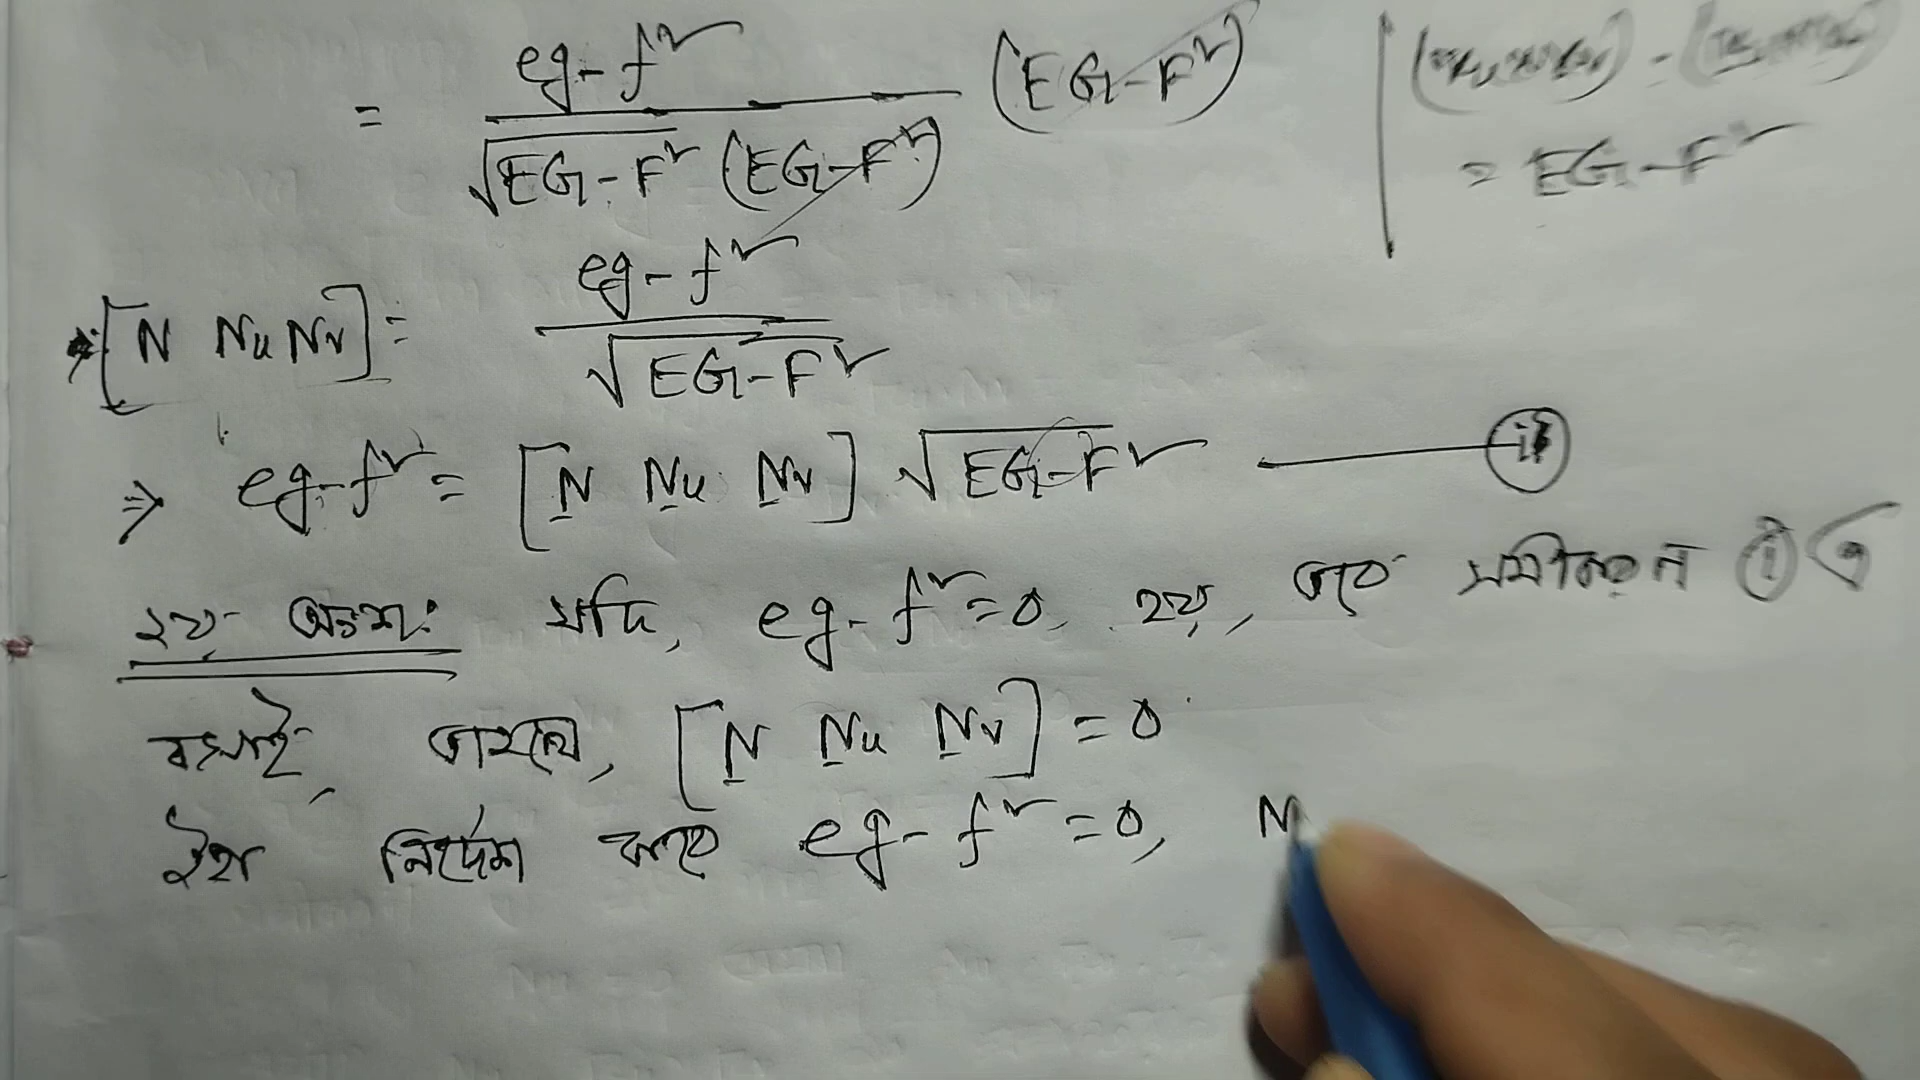 = eg-f² / √EG-F² (EG-F²) (EG-F²)
= EG-F²
[N Nu Nv] = eg-f² / √EG-F²
⇒ eg-f² = [N Nu Nv] √EG-F² —
২য় অংশ: যদি, eg-f²=0 হয়, তবে সমীকরণ (i) এ
বসাই, তাহলে, [N Nu Nv] = 0
ইহা নির্দেশ করে eg-f² = 0, N